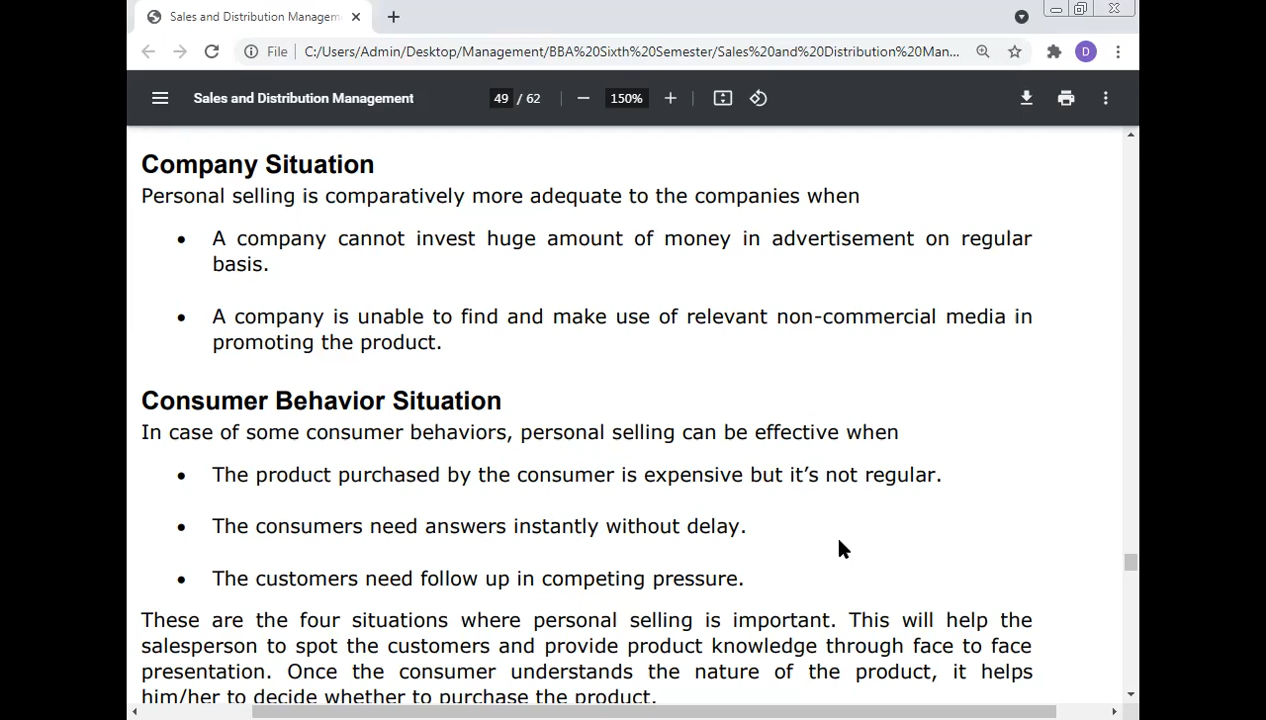 Sales and Distribution Managem
File
C:/Users/Admin/Desktop/Management/BBA%20Sixth%20Semester/Sales%20and%20Distribution%20Man...
D
Sales and Distribution Management
49 / 62
150%
Company Situation
Personal selling is comparatively more adequate to the companies when
• A company cannot invest huge amount of money in advertisement on regular
basis.
• A company is unable to find and make use of relevant non-commercial media in
promoting the product.
Consumer Behavior Situation
In case of some consumer behaviors, personal selling can be effective when
• The product purchased by the consumer is expensive but it’s not regular.
• The consumers need answers instantly without delay.
• The customers need follow up in competing pressure.
These are the four situations where personal selling is important. This will help the
salesperson to spot the customers and provide product knowledge through face to face
presentation. Once the consumer understands the nature of the product, it helps
him/her to decide whether to purchase the product.